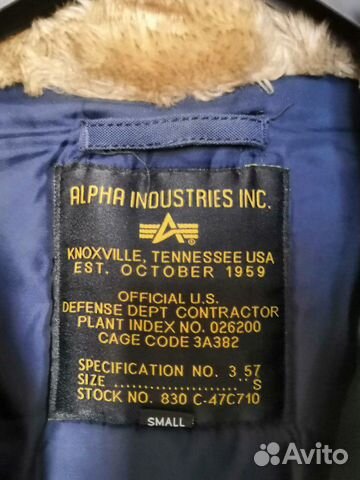 ALPHA INDUSTRIES INC.
KNOXVILLE, TENNESSEE USA
EST. OCTOBER 1959
OFFICIAL U.S.
DEFENSE DEPT CONTRACTOR
PLANT INDEX NO. 026200
CAGE CODE 3A382
SPECIFICATION NO. 3 57
SIZE .................... S
STOCK NO. 830 C-47C710
SMALL
Avito